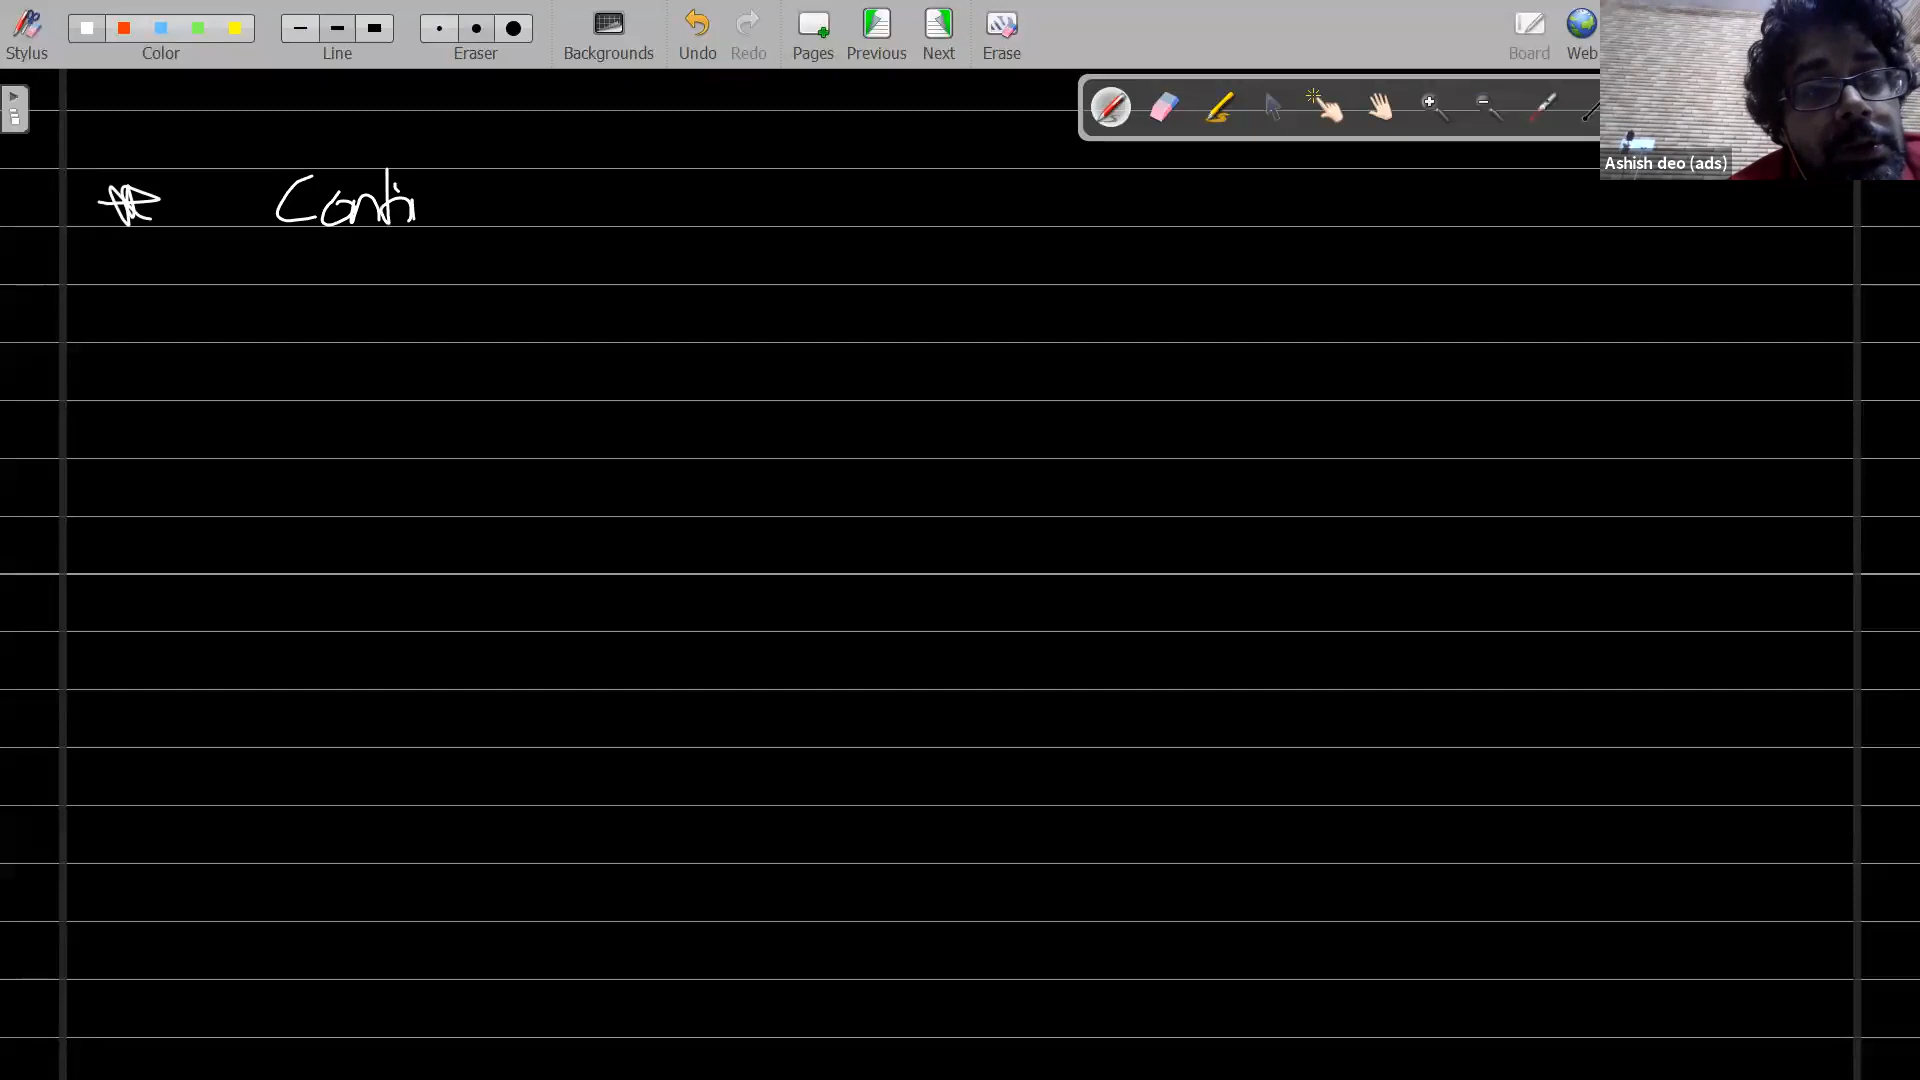 Stylus Color Line Eraser Backgrounds Undo Redo Pages Previous Next Erase Board Web
Ashish deo (ads)
Conti